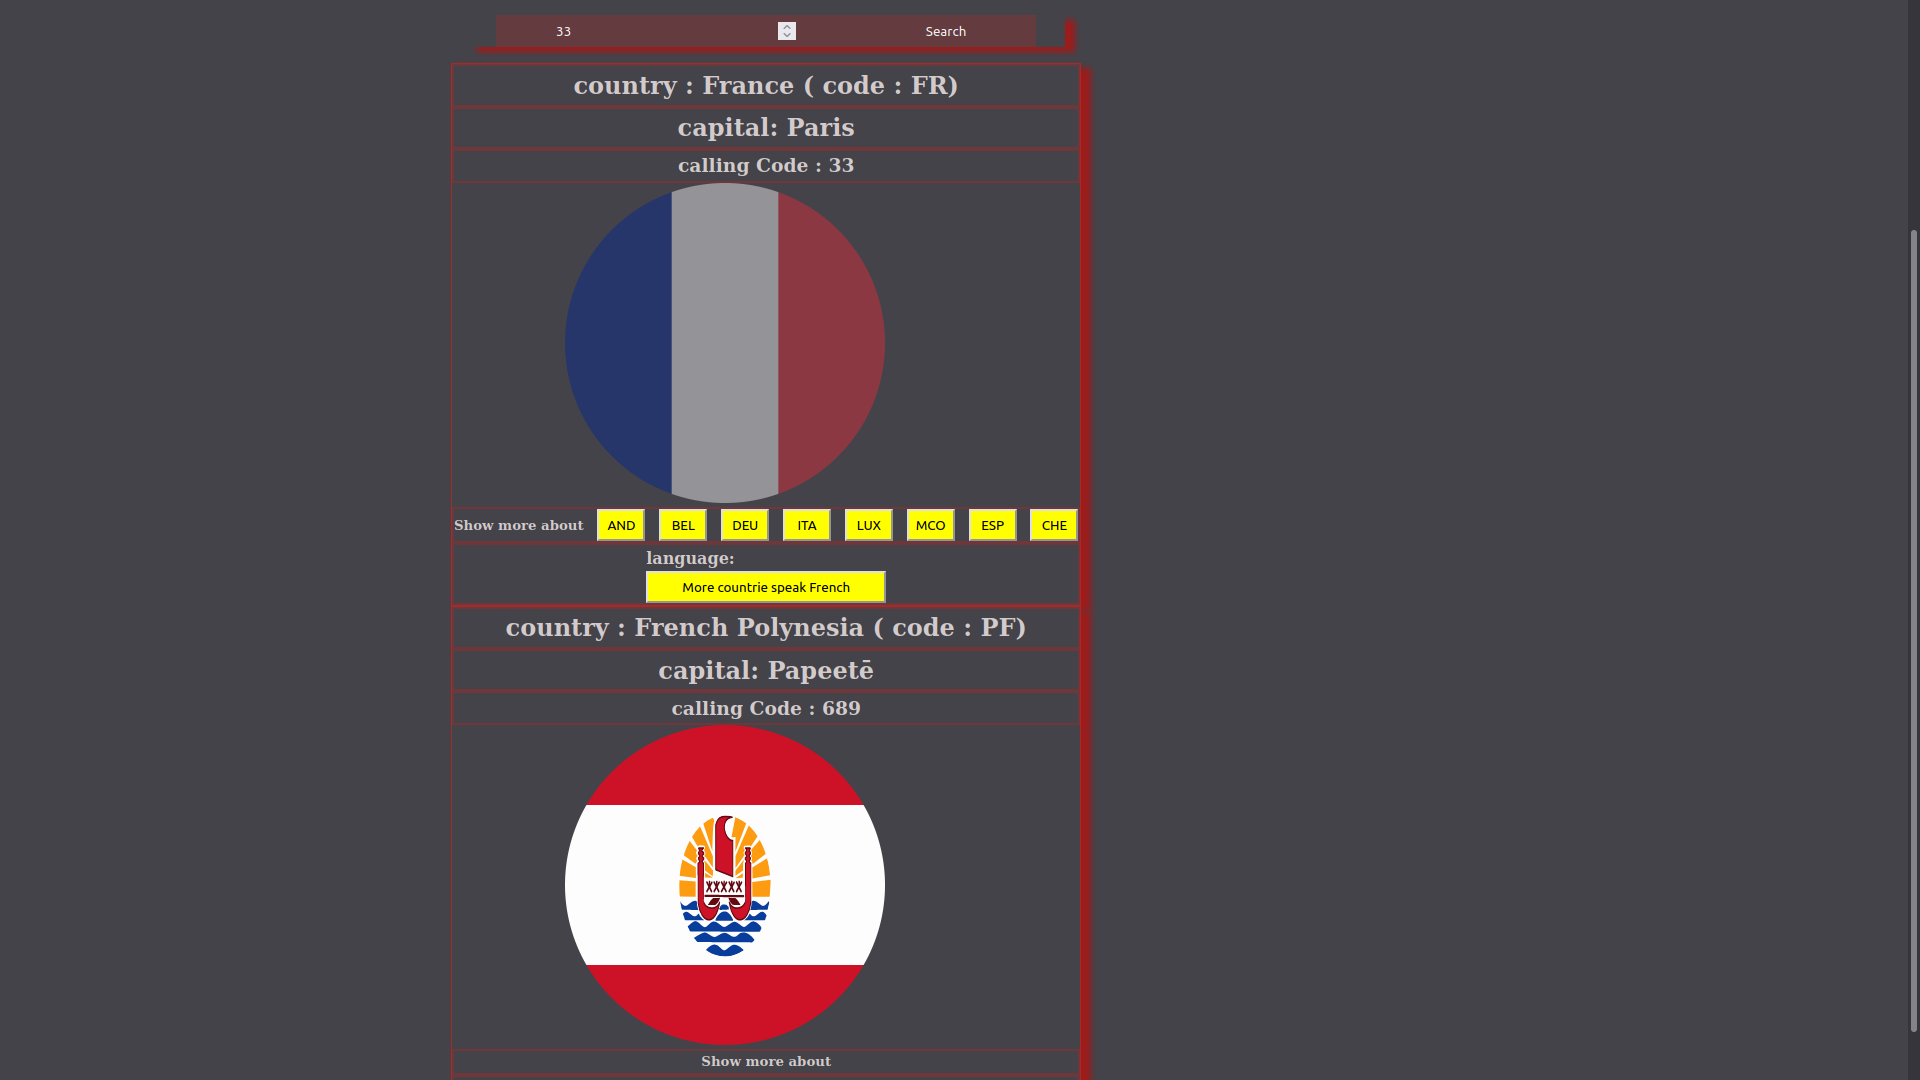 33 Search
country : France ( code : FR)
capital: Paris
calling Code : 33
Show more about AND BEL DEU ITA LUX MCO ESP CHE
language:
More countrie speak French
country : French Polynesia ( code : PF)
capital: Papeetē
calling Code : 689
Show more about